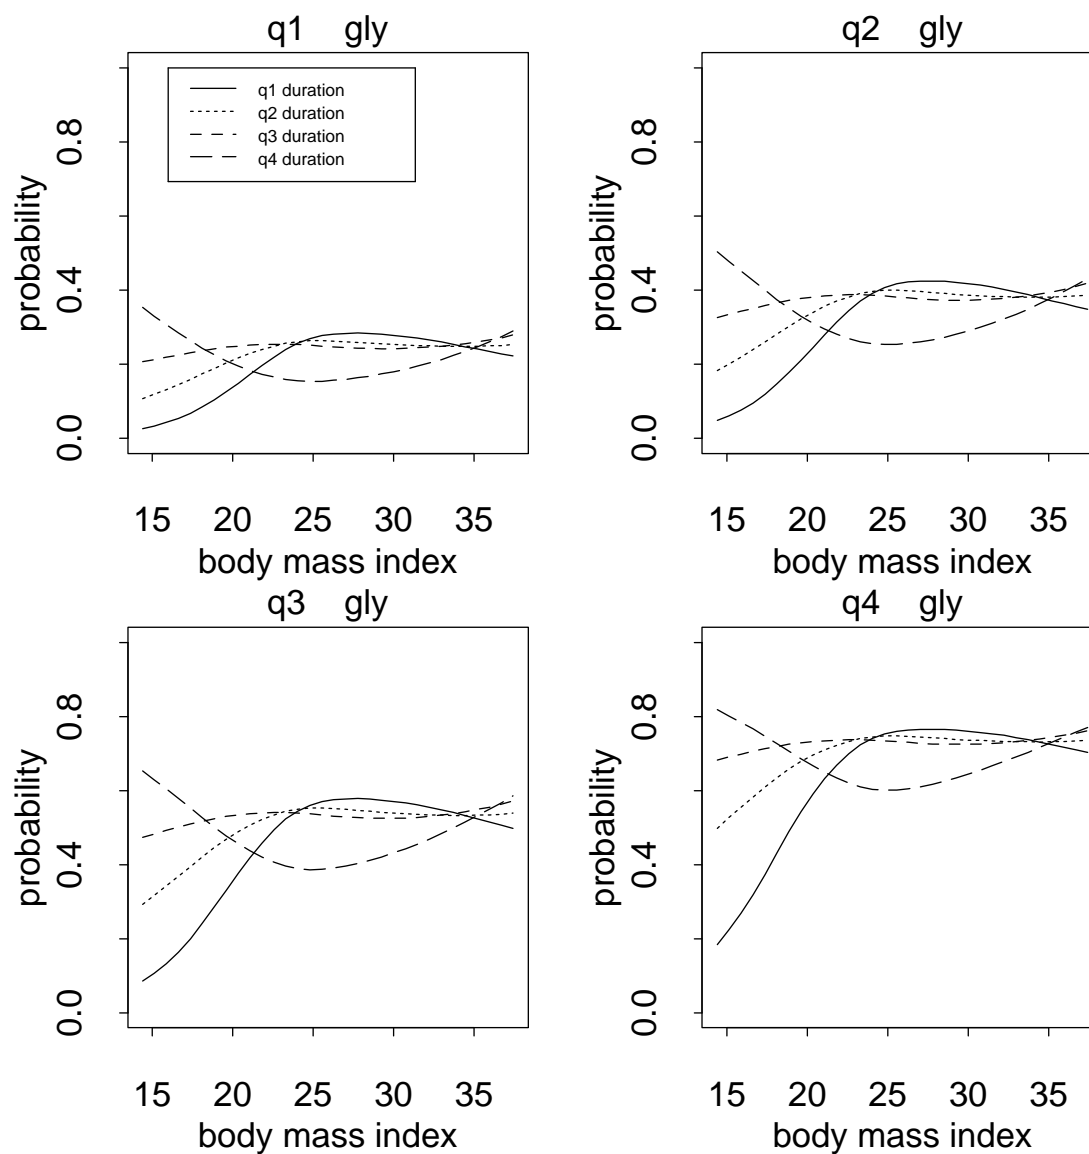 q1 gly
q1 duration
q2 duration
q3 duration
q4 duration
probability
0.0 0.4 0.8
15 20 25 30 35
body mass index
q2 gly
probability
0.0 0.4 0.8
15 20 25 30 35
body mass index
q3 gly
probability
0.0 0.4 0.8
15 20 25 30 35
body mass index
q4 gly
probability
0.0 0.4 0.8
15 20 25 30 35
body mass index